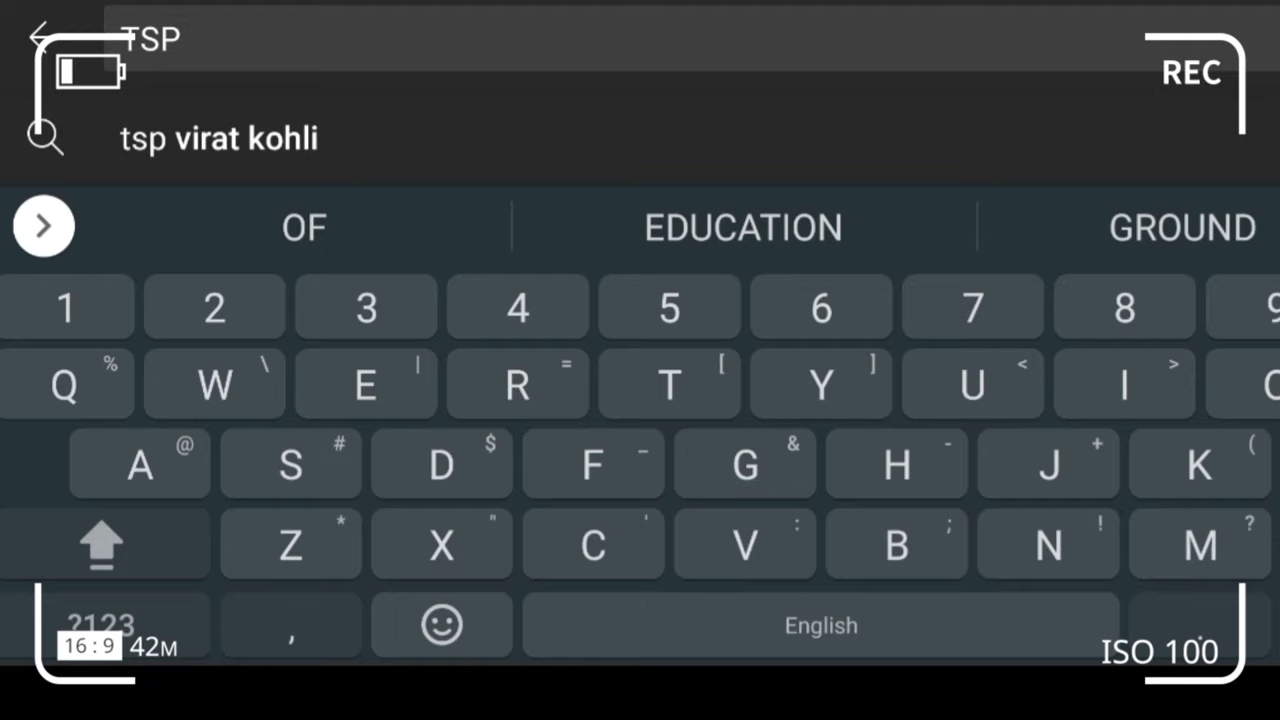 TSP
REC
tsp virat kohli
OF EDUCATION GROUND
1 2 3 4 5 6 7 8 9
Q % W \ E | R = T [ Y ] U < I >
A @ S # D $ F _ G & H - J + K (
Z * X " C ' V : B ; N ! M ?
?123 , English
16:9 42M ISO 100